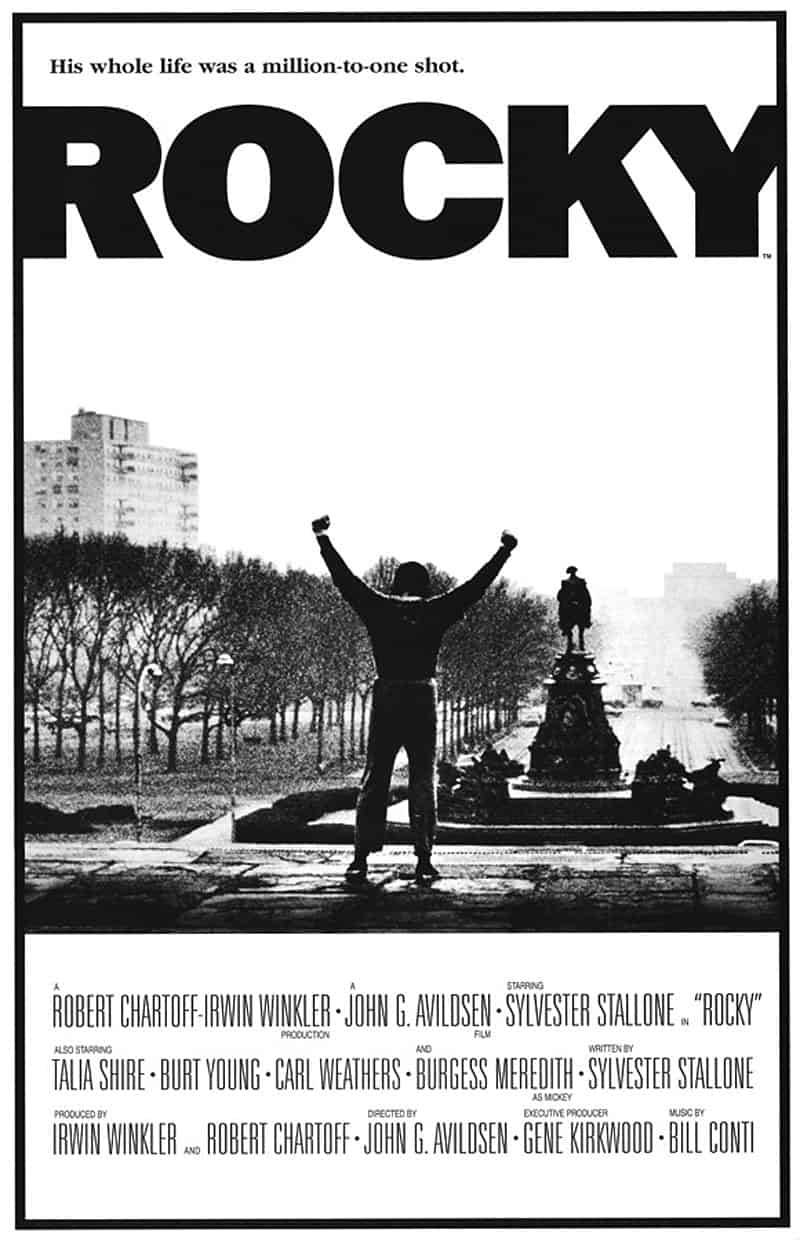 His whole life was a million-to-one shot.
ROCKY™
A A STARRING
ROBERT CHARTOFF-IRWIN WINKLER • JOHN G. AVILDSEN • SYLVESTER STALLONE IN "ROCKY"
PRODUCTION FILM
ALSO STARRING AND WRITTEN BY
TALIA SHIRE • BURT YOUNG • CARL WEATHERS • BURGESS MEREDITH • SYLVESTER STALLONE
AS MICKEY
PRODUCED BY DIRECTED BY EXECUTIVE PRODUCER MUSIC BY
IRWIN WINKLER AND ROBERT CHARTOFF • JOHN G. AVILDSEN • GENE KIRKWOOD • BILL CONTI